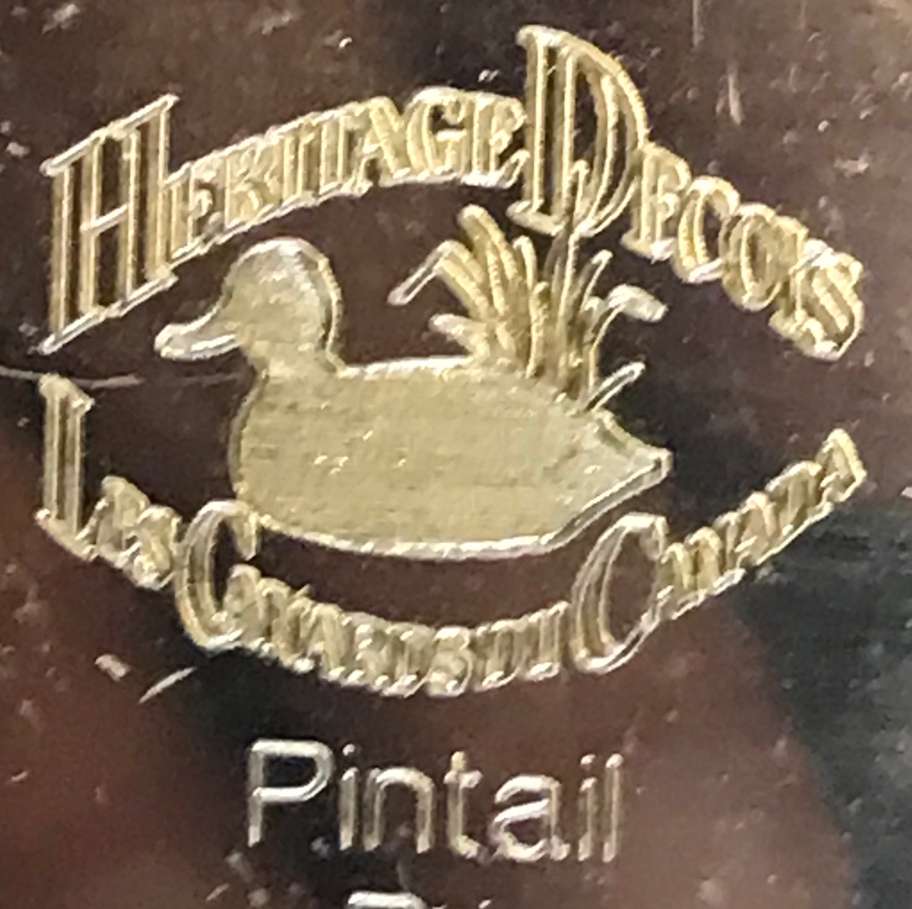 HERITAGE DECOYS
LES CANARDS DU CANADA
Pintail